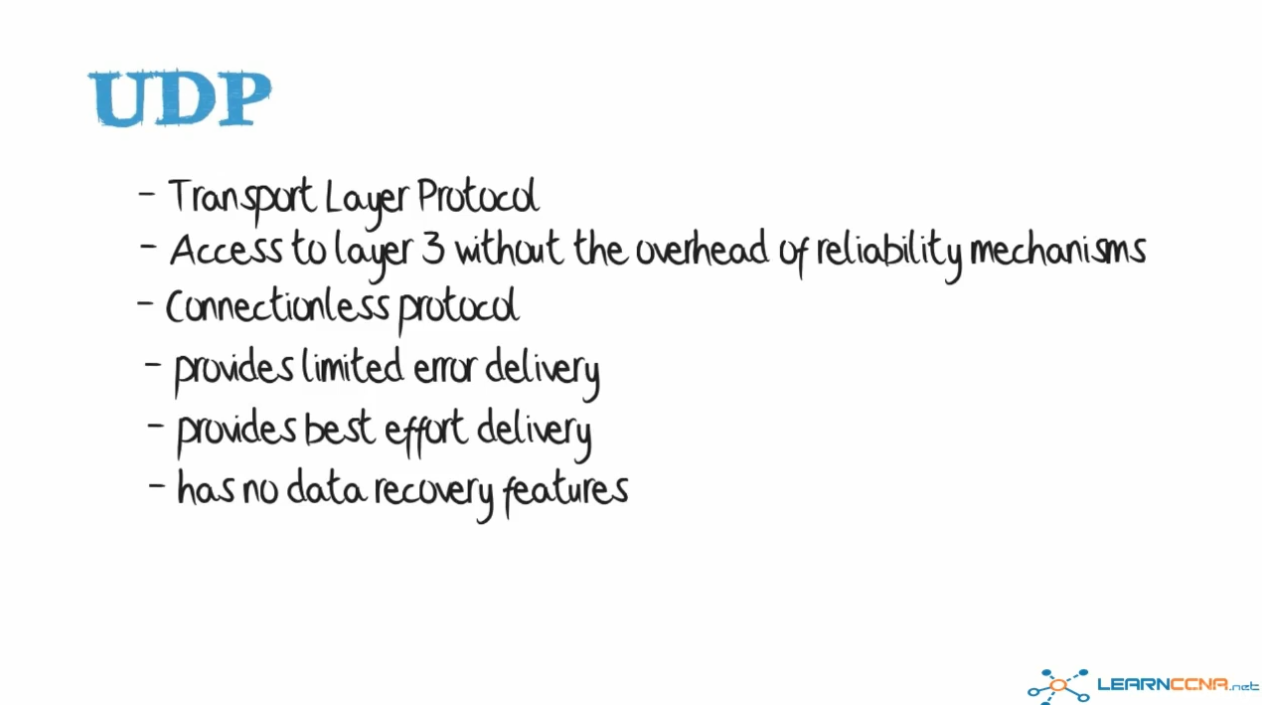 UDP
- Transport Layer Protocol
- Access to layer 3 without the overhead of reliability mechanisms
- Connectionless protocol
- provides limited error delivery
- provides best effort delivery
- has no data recovery features
LEARNCCNA.net